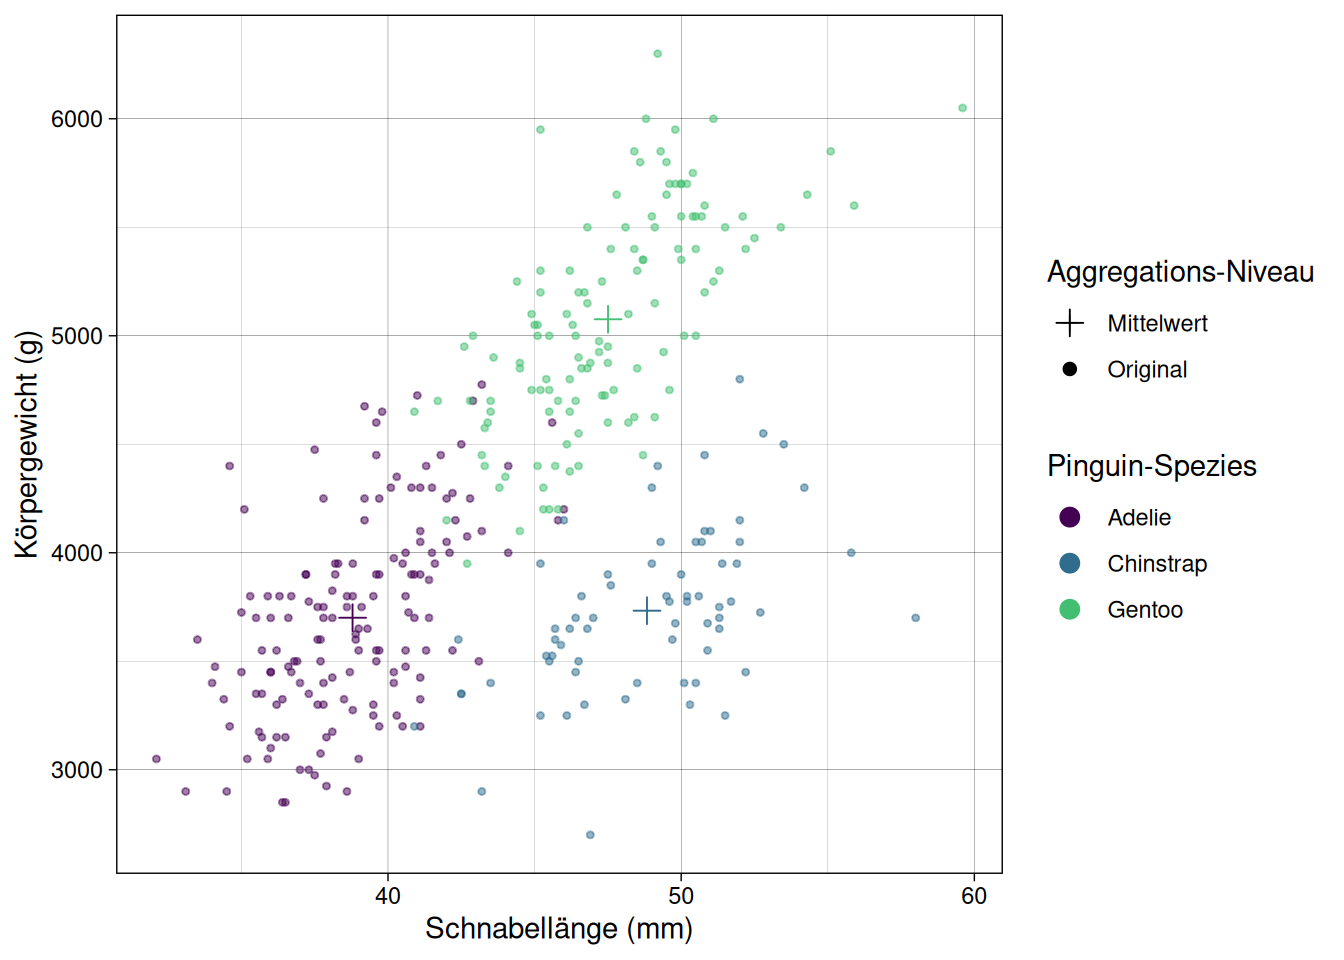 6000
5000
4000
3000
Körpergewicht (g)
40
50
60
Schnabellänge (mm)
Aggregations-Niveau
Mittelwert
Original
Pinguin-Spezies
Adelie
Chinstrap
Gentoo